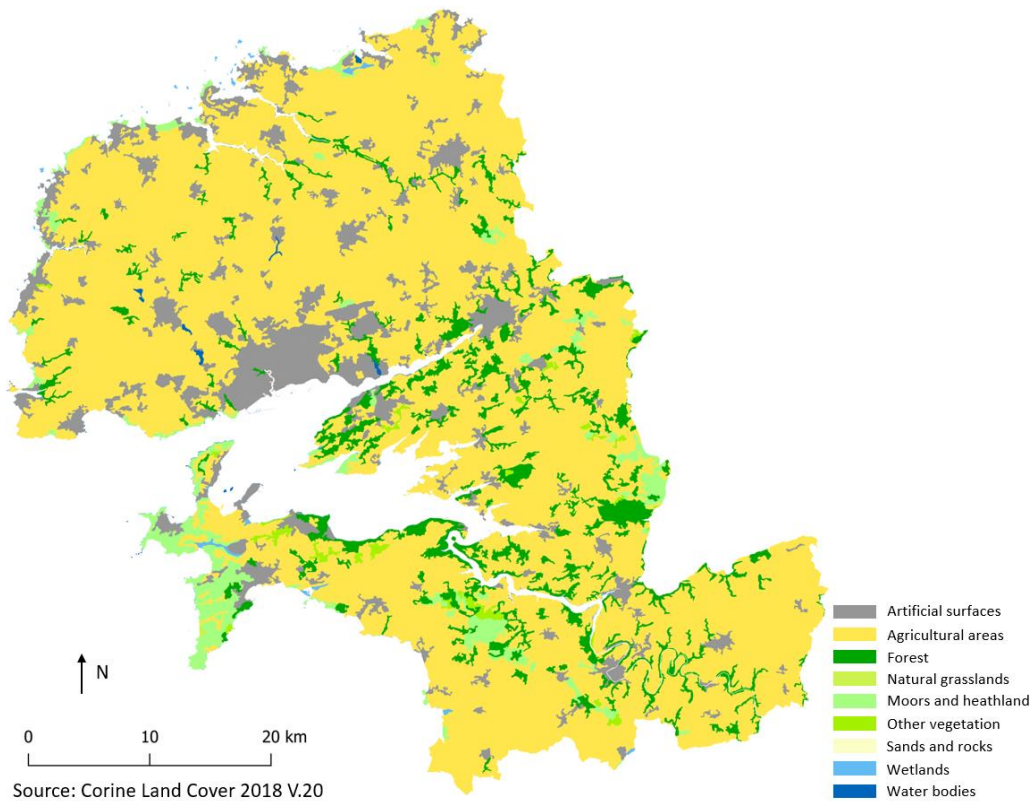 Artificial surfaces
Agricultural areas
Forest
Natural grasslands
Moors and heathland
Other vegetation
Sands and rocks
Wetlands
Water bodies
N
0 10 20 km
Source: Corine Land Cover 2018 V.20